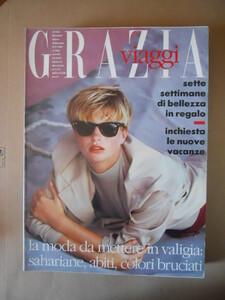 GRAZIA
viaggi
sette
settimane
di bellezza
in regalo
inchiesta
le nuove
vacanze
la moda da mettere in valigia:
sahariane, abiti, colori bruciati